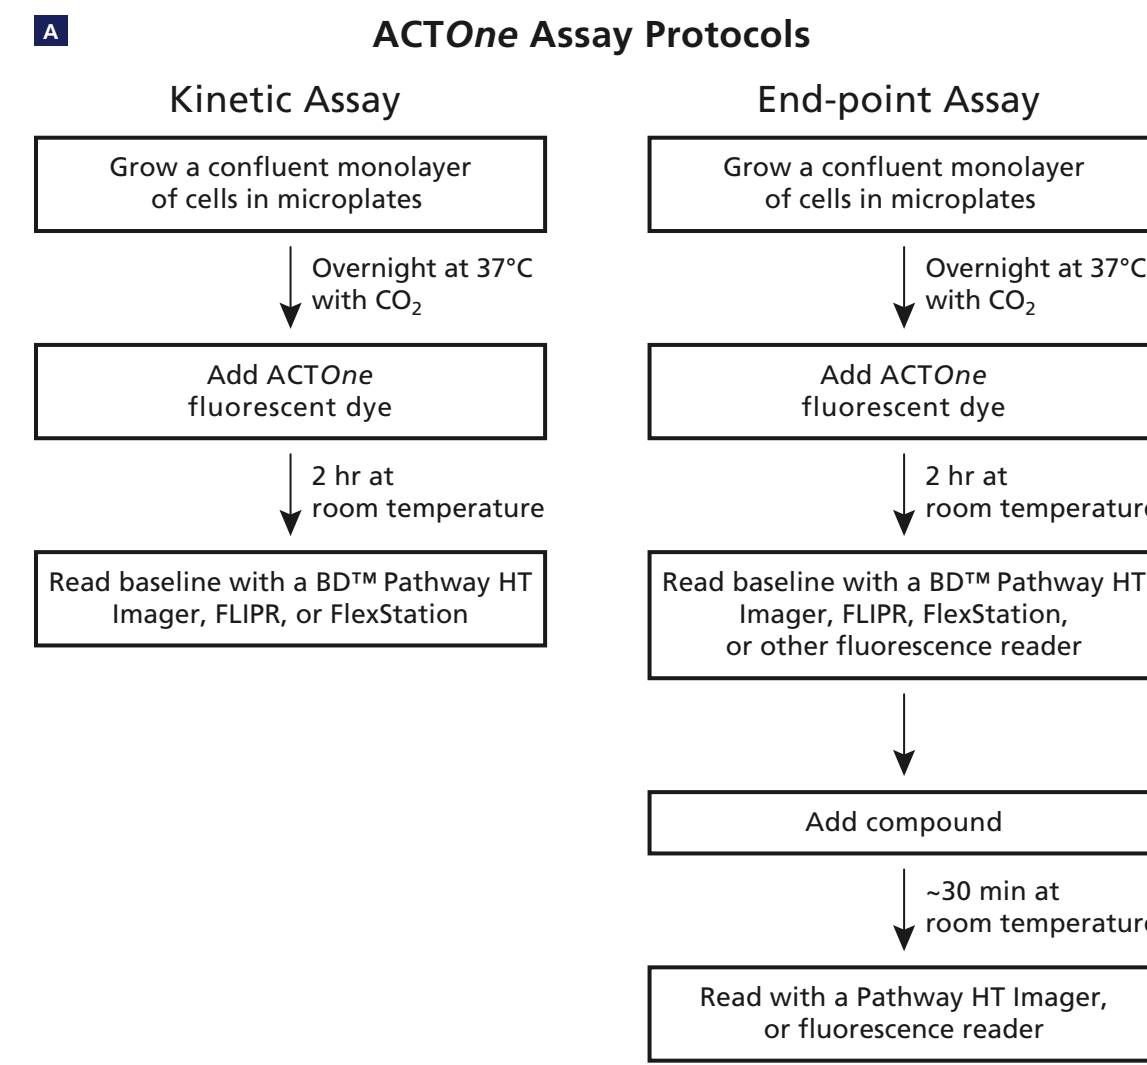 A
ACTOne Assay Protocols
Kinetic Assay
Grow a confluent monolayer
of cells in microplates
Overnight at 37°C
with CO₂
Add ACTOne
fluorescent dye
2 hr at
room temperature
Read baseline with a BD™ Pathway HT
Imager, FLIPR, or FlexStation
End-point Assay
Grow a confluent monolayer
of cells in microplates
Overnight at 37°C
with CO₂
Add ACTOne
fluorescent dye
2 hr at
room temperature
Read baseline with a BD™ Pathway HT
Imager, FLIPR, FlexStation,
or other fluorescence reader
Add compound
~30 min at
room temperature
Read with a Pathway HT Imager,
or fluorescence reader